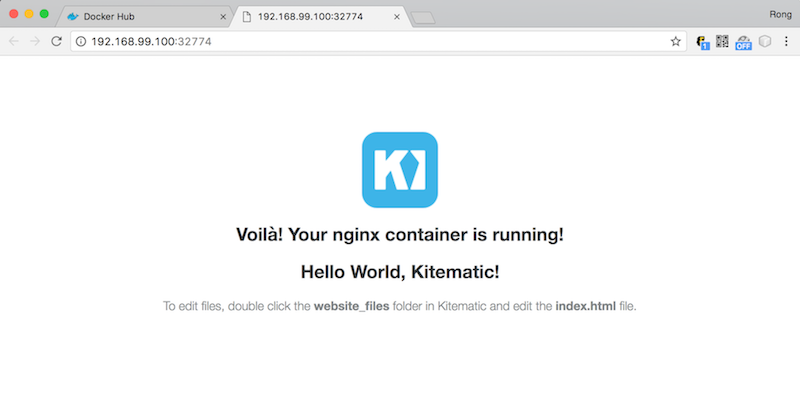 Docker Hub
192.168.99.100:32774
Rong
192.168.99.100:32774
1
OFF
KI
Voilà! Your nginx container is running!
Hello World, Kitematic!
To edit files, double click the website_files folder in Kitematic and edit the index.html file.